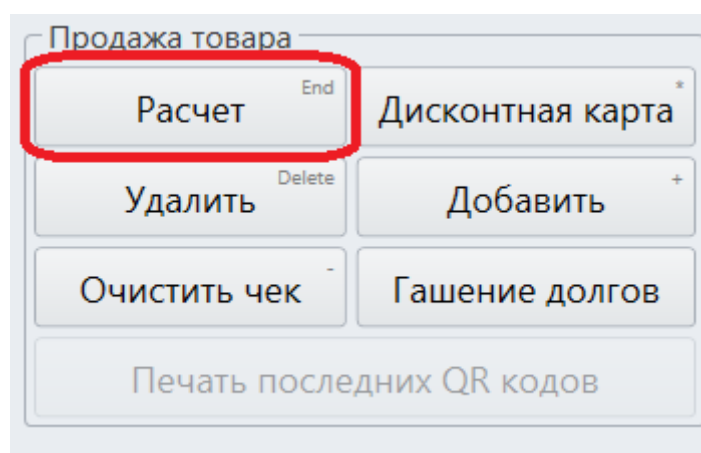 Продажа товара
Расчет End
Дисконтная карта *
Удалить Delete
Добавить +
Очистить чек -
Гашение долгов
Печать последних QR кодов